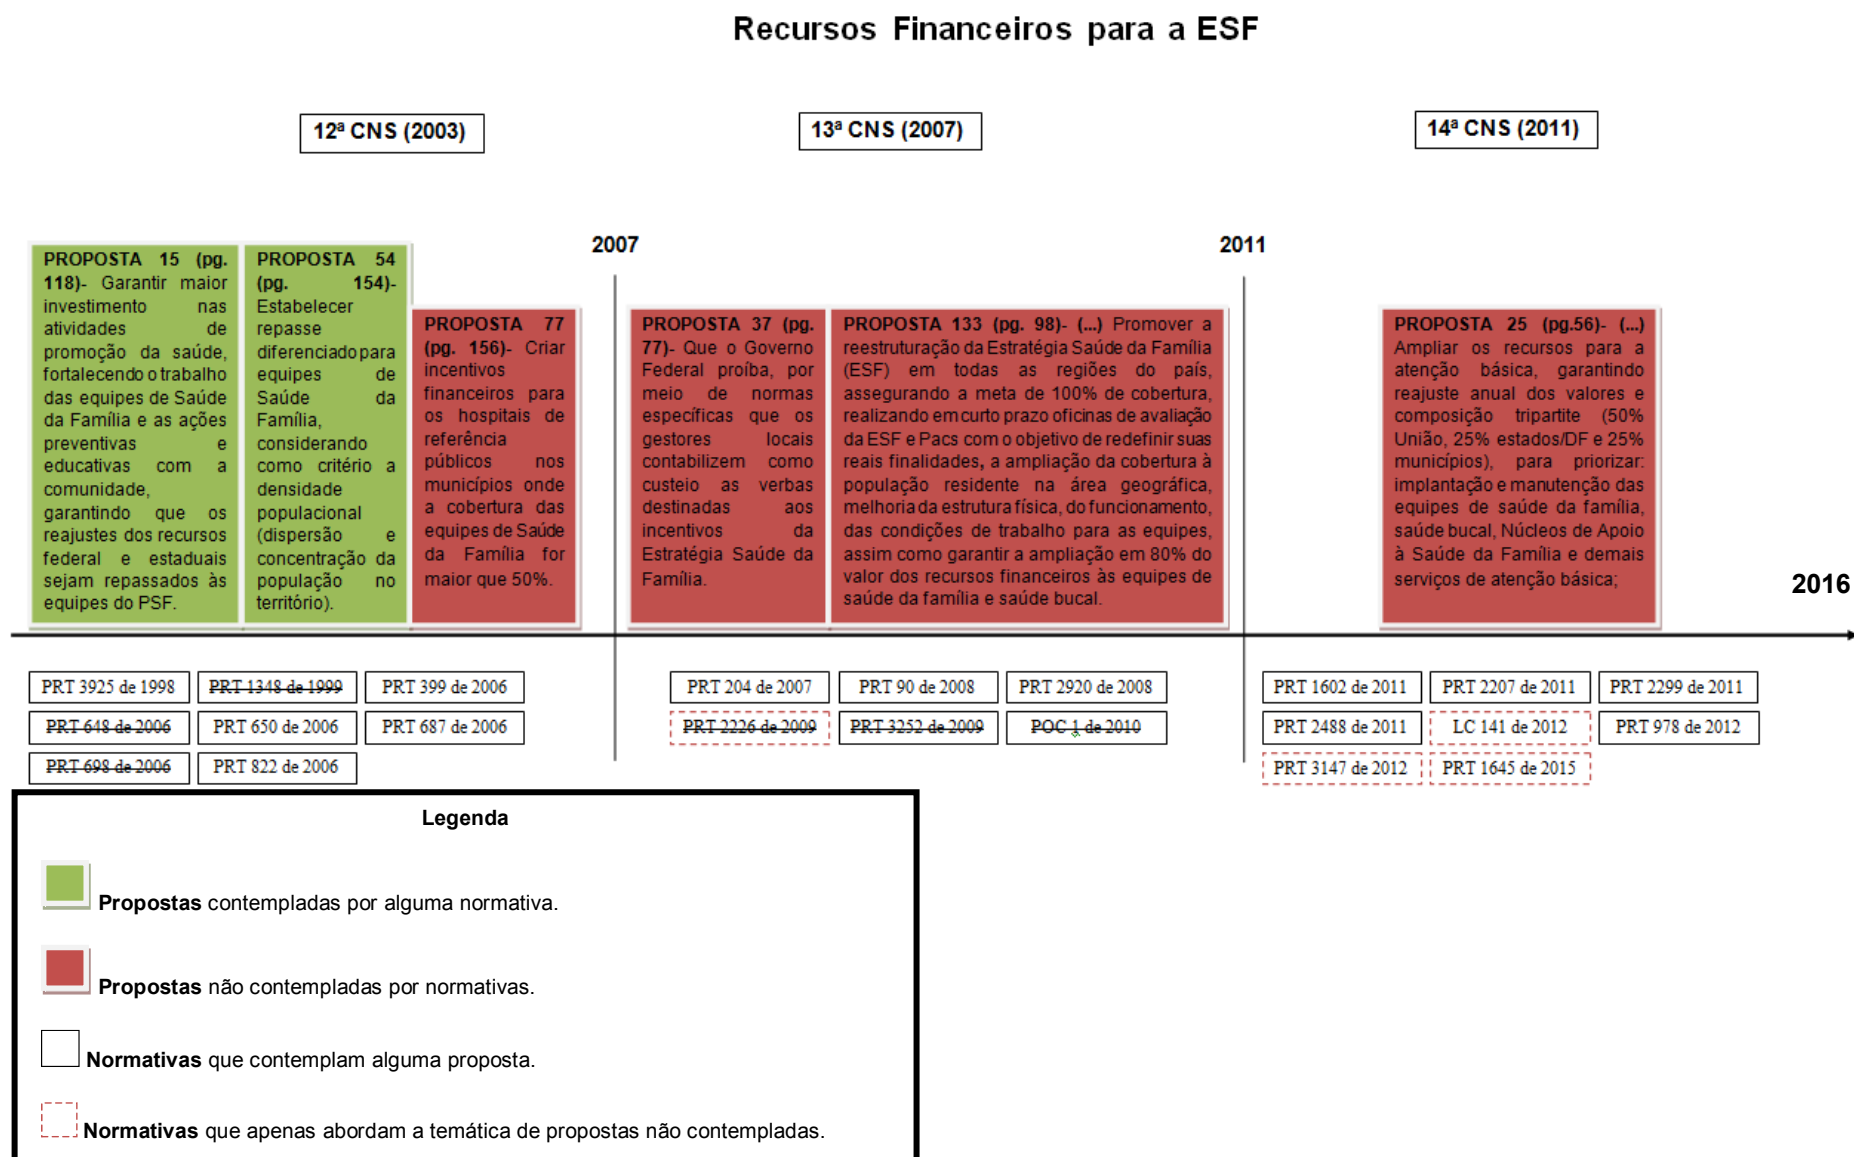 Recursos Financeiros para a ESF
12ª CNS (2003)
13ª CNS (2007)
14ª CNS (2011)
2007
2011
2016
PROPOSTA 15 (pg.
118)- Garantir maior
investimento nas
atividades de
promoção da saúde,
fortalecendo o trabalho
das equipes de Saúde
da Família e as ações
preventivas e
educativas com a
comunidade,
garantindo que os
reajustes dos recursos
federal e estaduais
sejam repassados às
equipes do PSF.
PROPOSTA 54
(pg. 154)-
Estabelecer
repasse
diferenciado para
equipes de
Saúde da
Família,
considerando
como critério a
densidade
populacional
(dispersão e
concentração da
população no
território).
PROPOSTA 77
(pg. 156)- Criar
incentivos
financeiros para
os hospitais de
referência
públicos nos
municípios onde
a cobertura das
equipes de Saúde
da Família for
maior que 50%.
PROPOSTA 37 (pg.
77)- Que o Governo
Federal proíba, por
meio de normas
específicas que os
gestores locais
contabilizem como
custeio as verbas
destinadas aos
incentivos da
Estratégia Saúde da
Família.
PROPOSTA 133 (pg. 98)- (...) Promover a
reestruturação da Estratégia Saúde da Família
(ESF) em todas as regiões do país,
assegurando a meta de 100% de cobertura,
realizando em curto prazo oficinas de avaliação
da ESF e Pacs com o objetivo de redefinir suas
reais finalidades, a ampliação da cobertura à
população residente na área geográfica,
melhoria da estrutura física, do funcionamento,
das condições de trabalho para as equipes,
assim como garantir a ampliação em 80% do
valor dos recursos financeiros às equipes de
saúde da família e saúde bucal.
PROPOSTA 25 (pg.56)- (...)
Ampliar os recursos para a
atenção básica, garantindo
reajuste anual dos valores e
composição tripartite (50%
União, 25% estados/DF e 25%
municípios), para priorizar:
implantação e manutenção das
equipes de saúde da família,
saúde bucal, Núcleos de Apoio
à Saúde da Família e demais
serviços de atenção básica;
PRT 3925 de 1998
PRT 1348 de 1999
PRT 399 de 2006
PRT 648 de 2006
PRT 650 de 2006
PRT 687 de 2006
PRT 698 de 2006
PRT 822 de 2006
PRT 204 de 2007
PRT 90 de 2008
PRT 2920 de 2008
PRT 2226 de 2009
PRT 3252 de 2009
POC 1 de 2010
PRT 1602 de 2011
PRT 2207 de 2011
PRT 2299 de 2011
PRT 2488 de 2011
LC 141 de 2012
PRT 978 de 2012
PRT 3147 de 2012
PRT 1645 de 2015
Legenda
Propostas contempladas por alguma normativa.
Propostas não contempladas por normativas.
Normativas que contemplam alguma proposta.
Normativas que apenas abordam a temática de propostas não contempladas.